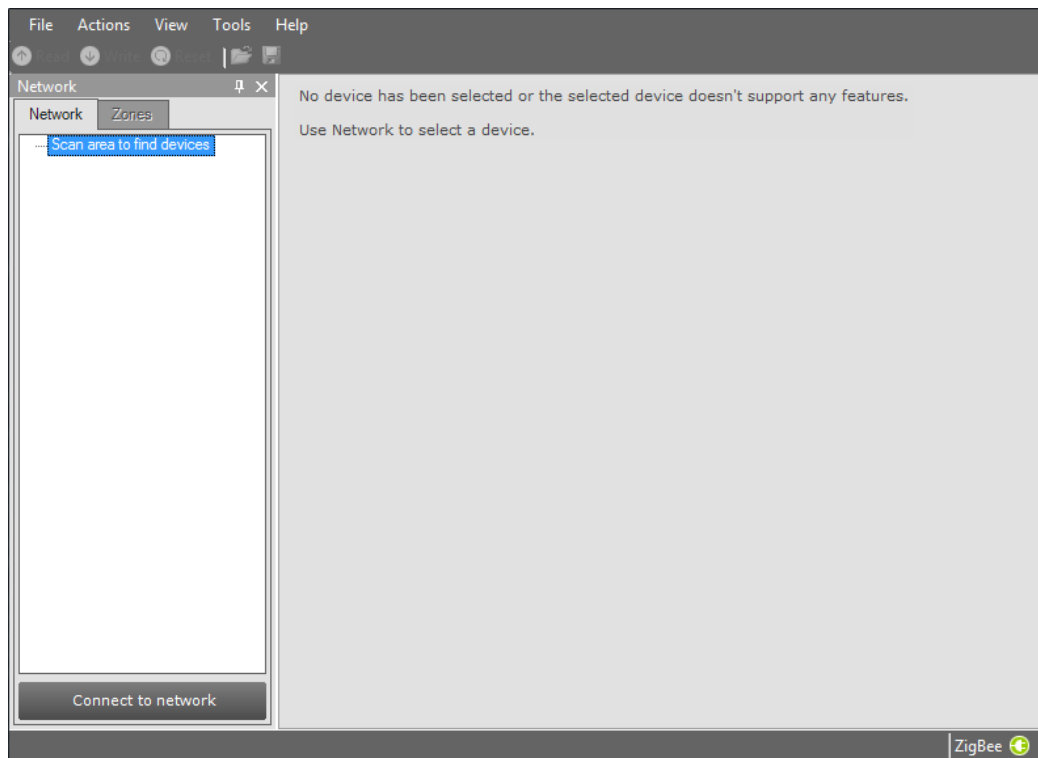 File Actions View Tools Help
Read Write Reset
Network
Network Zones
Scan area to find devices
Connect to network
No device has been selected or the selected device doesn't support any features.
Use Network to select a device.
ZigBee